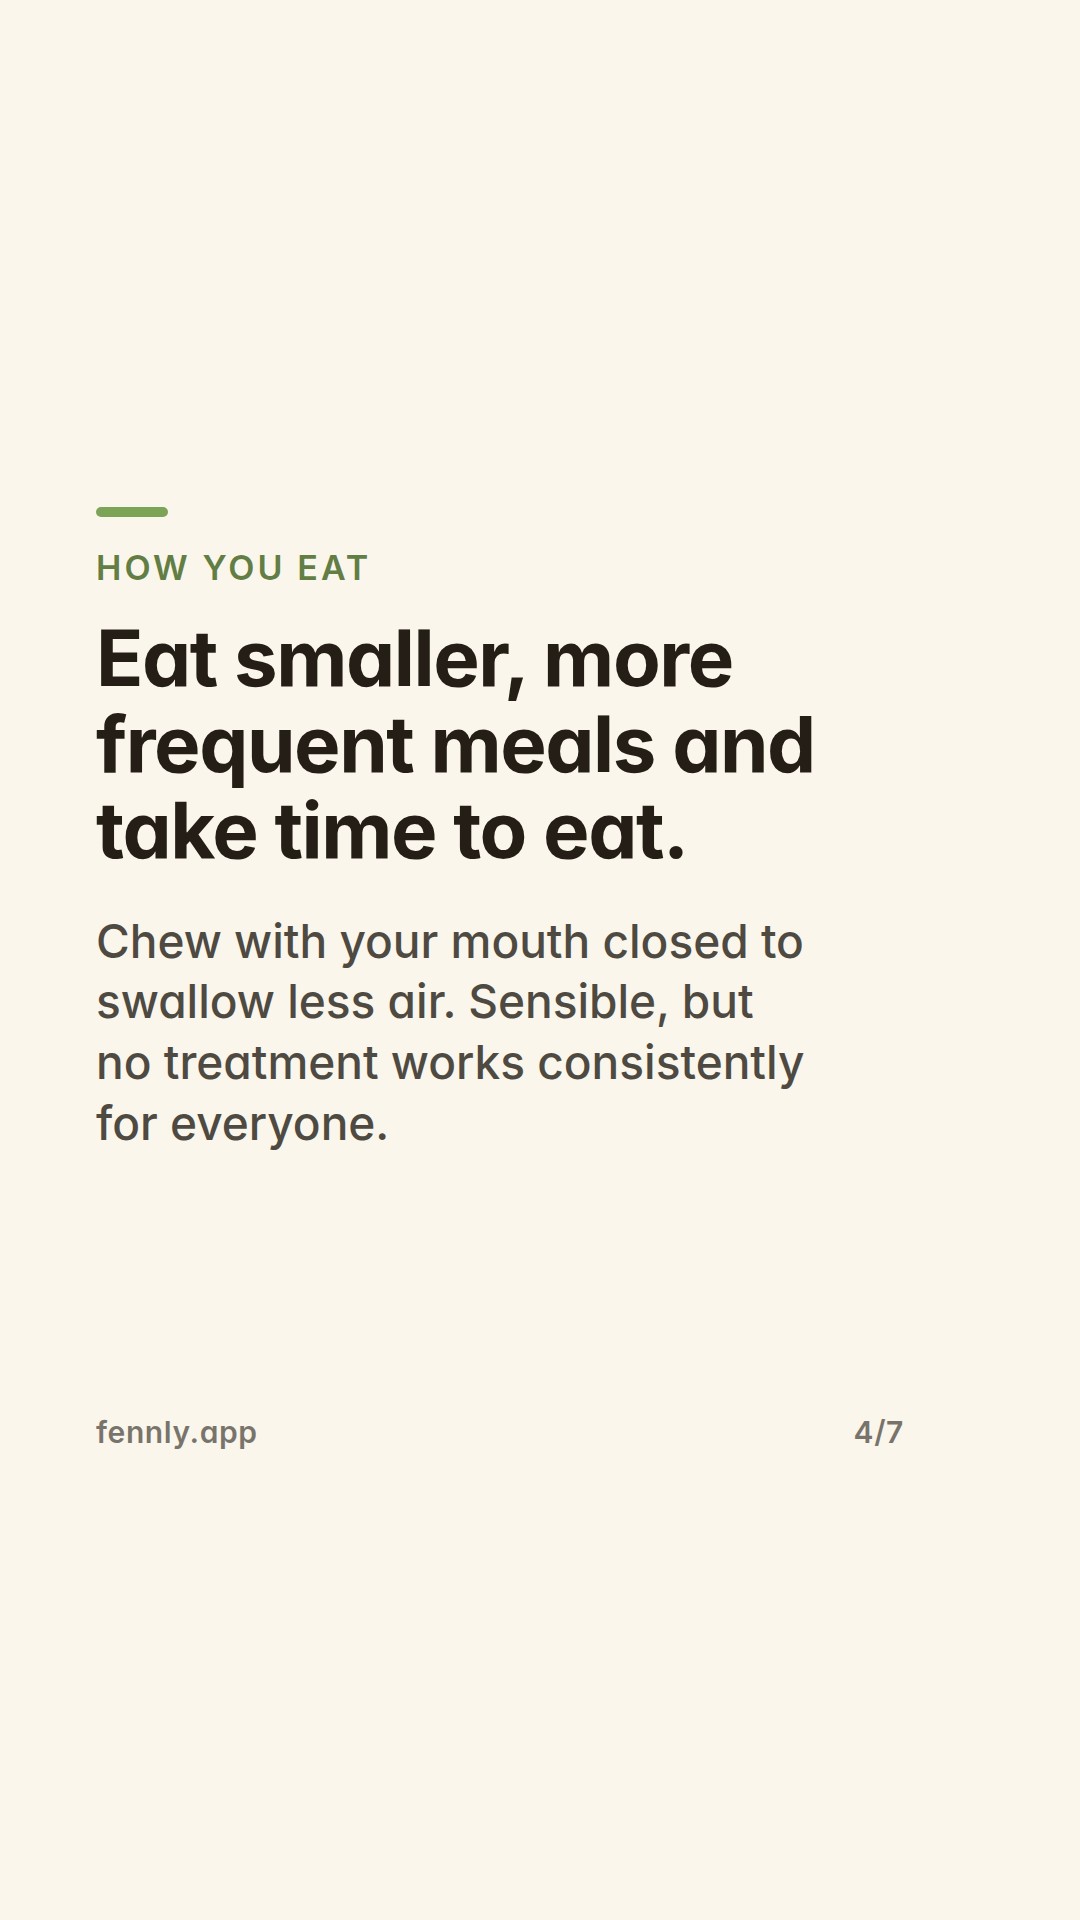 HOW YOU EAT
Eat smaller, more
frequent meals and
take time to eat.
Chew with your mouth closed to
swallow less air. Sensible, but
no treatment works consistently
for everyone.
fennly.app
4/7